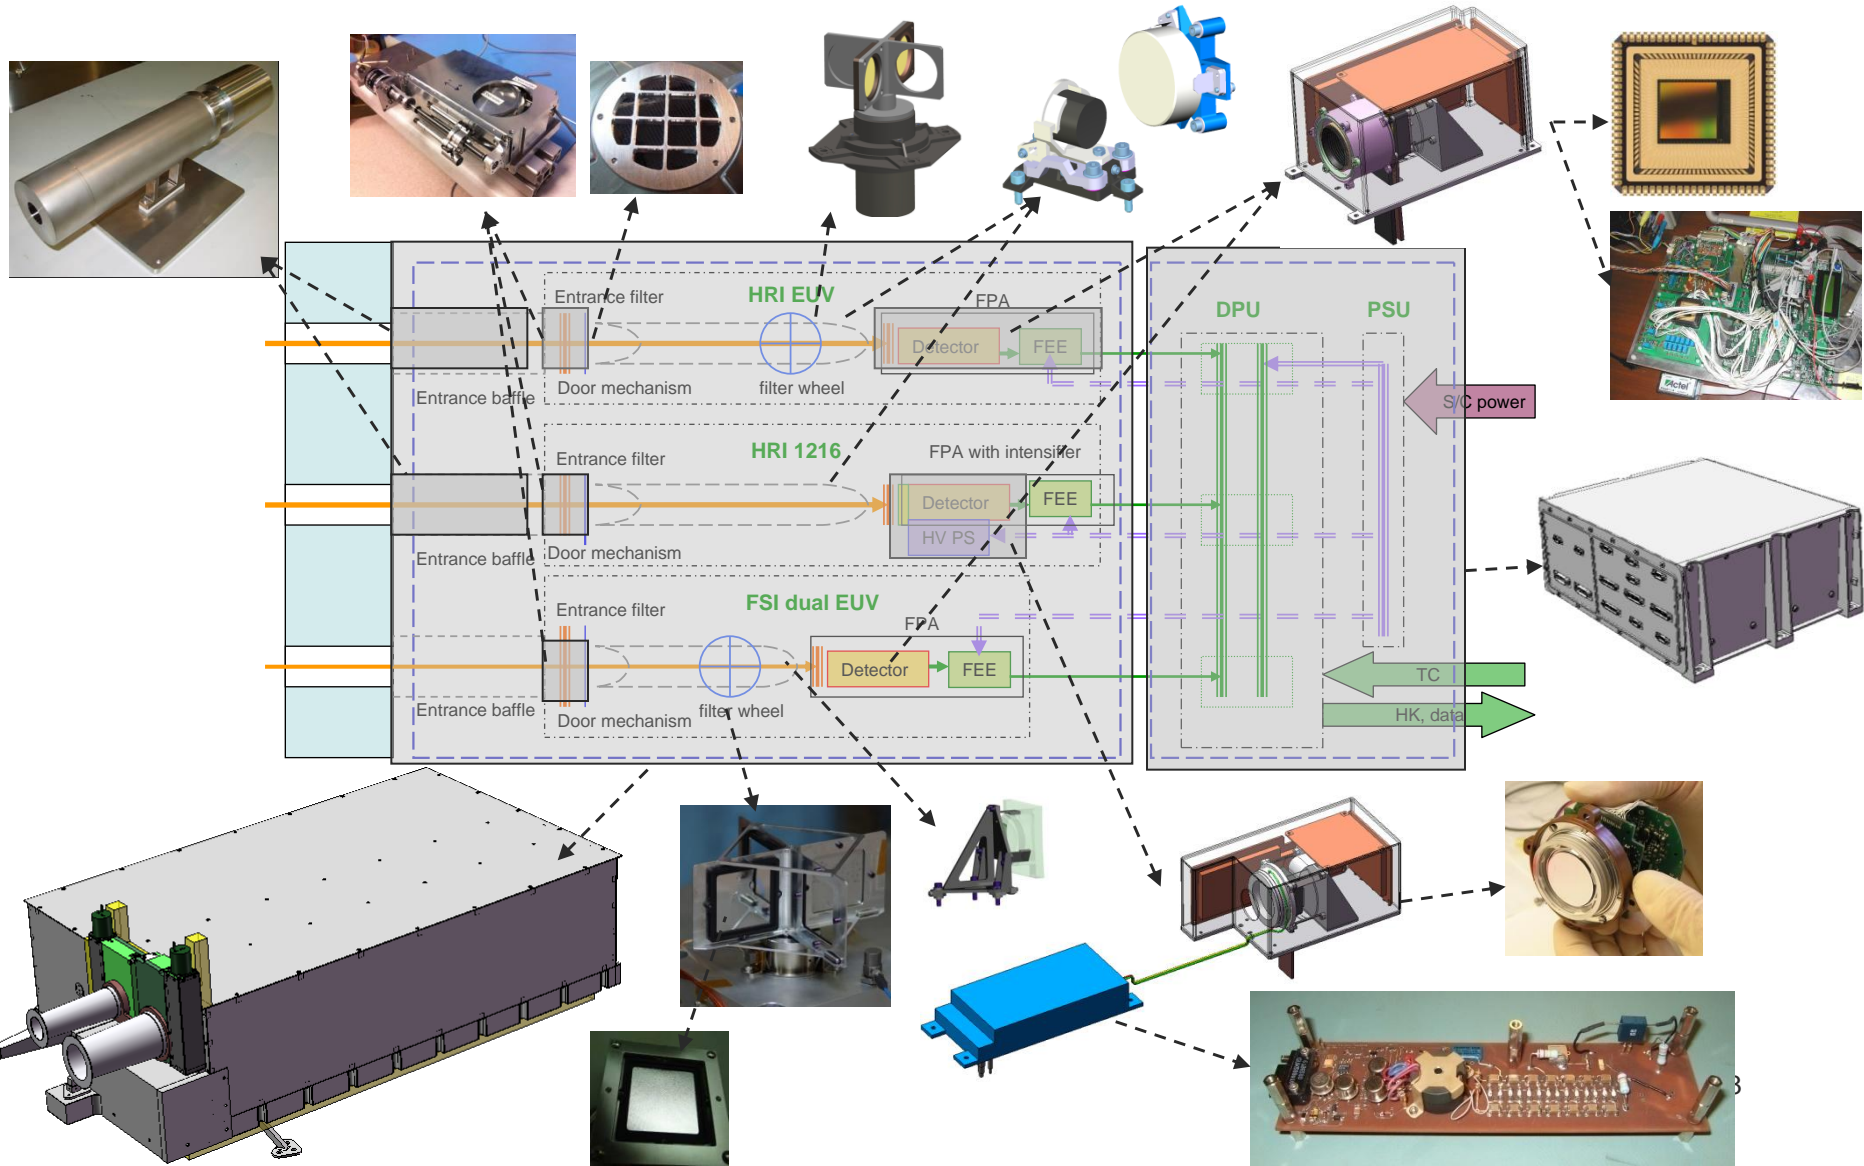 HRI EUV
Entrance filter
FPA
Detector
FEE
Door mechanism
filter wheel
Entrance baffle
DPU
PSU
S/C power
Actel
HRI 1216
Entrance filter
FPA with intensifier
Detector
FEE
HV PS
Door mechanism
Entrance baffle
FSI dual EUV
Entrance filter
FPA
Detector
FEE
Entrance baffle
Door mechanism
filter wheel
TC
HK, data